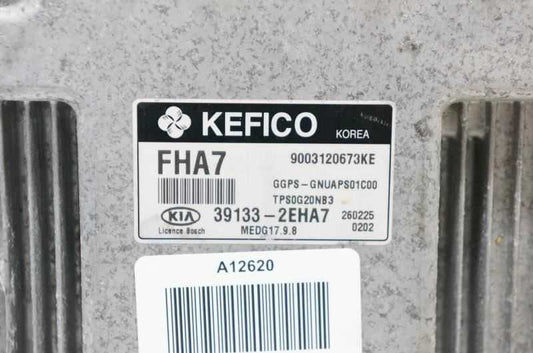 KEFICO KOREA
FHA7 9003120673KE
GGPS-GNUAPS01C00
TPS0G20NB3
KIA 39133-2EHA7 260225
Licence Bosch MEDG17.9.8 0202
A12620